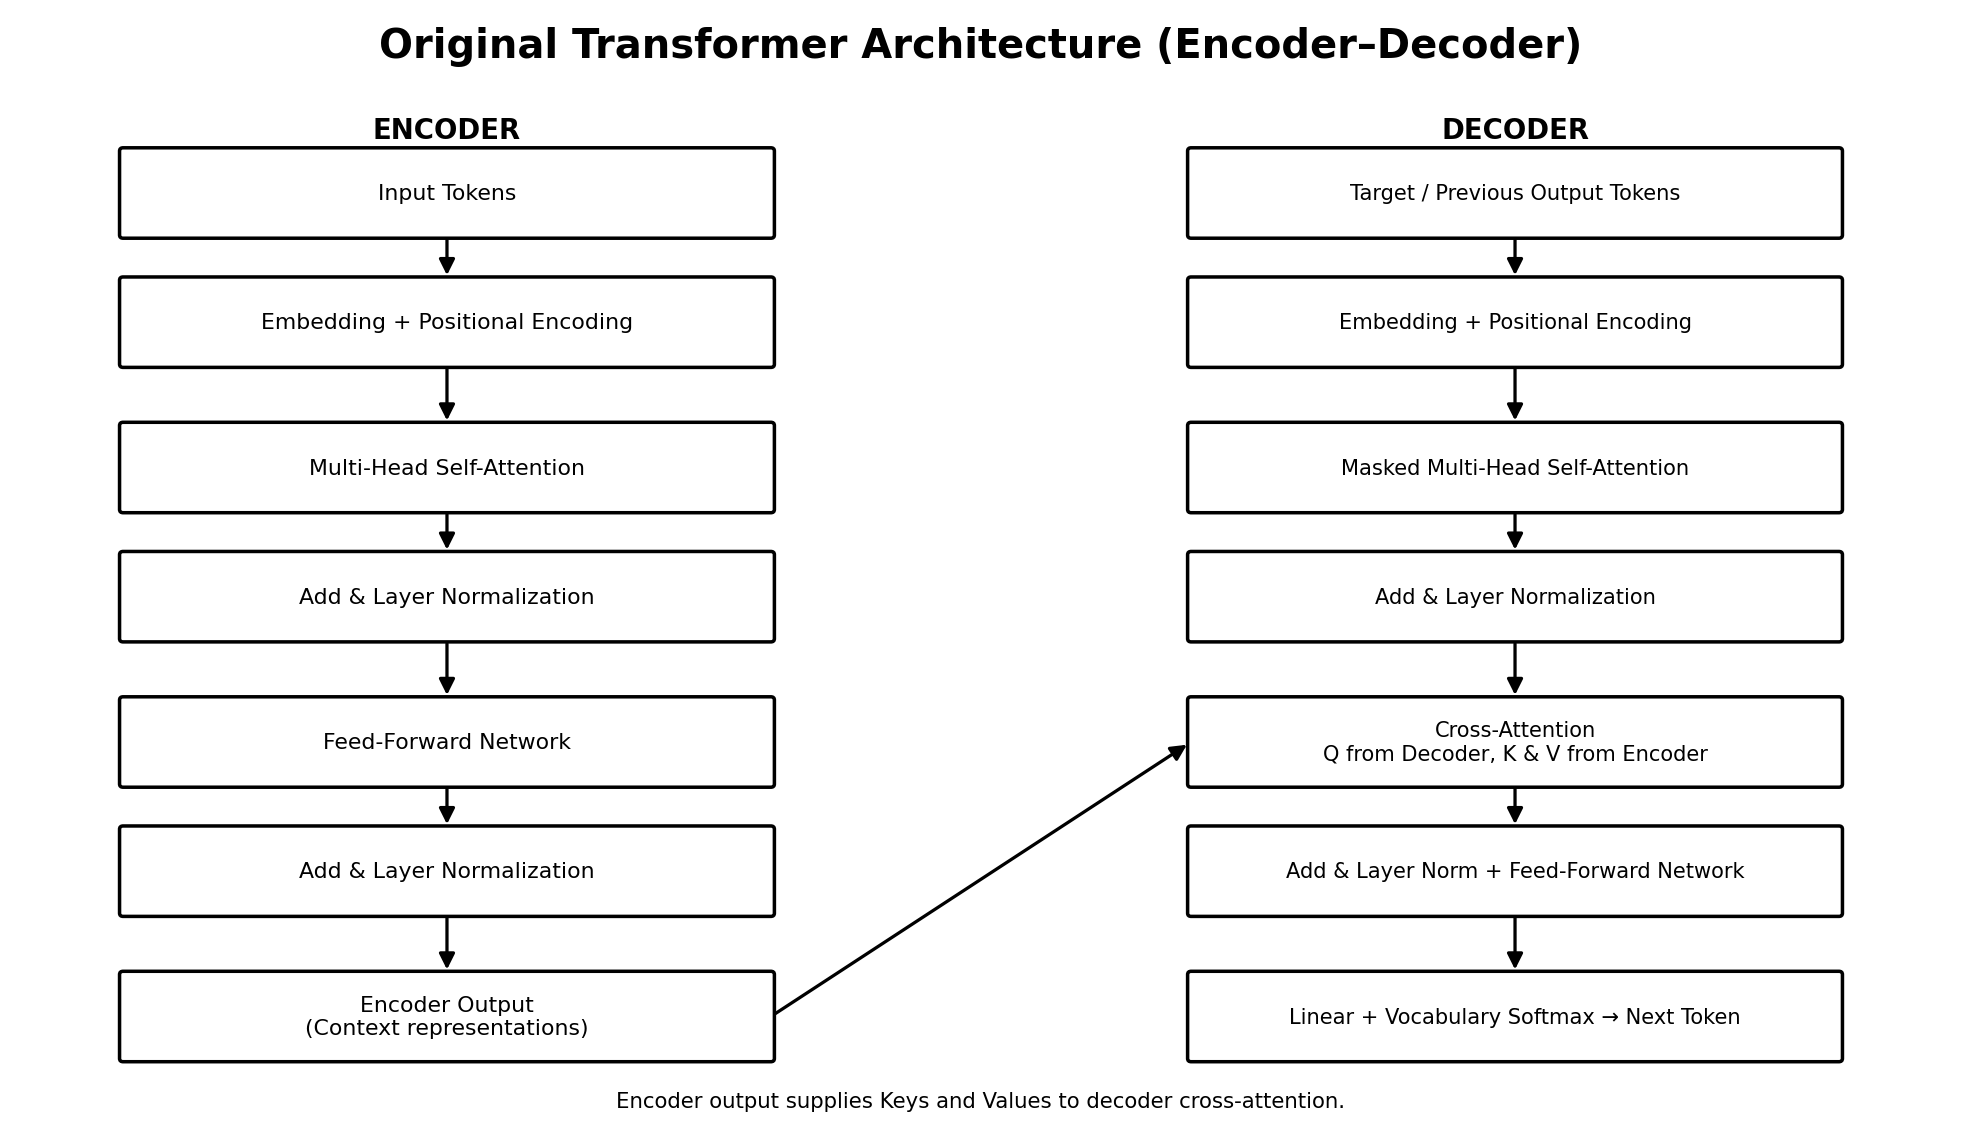 Original Transformer Architecture (Encoder–Decoder)
ENCODER
Input Tokens
Embedding + Positional Encoding
Multi-Head Self-Attention
Add & Layer Normalization
Feed-Forward Network
Add & Layer Normalization
Encoder Output
(Context representations)
DECODER
Target / Previous Output Tokens
Embedding + Positional Encoding
Masked Multi-Head Self-Attention
Add & Layer Normalization
Cross-Attention
Q from Decoder, K & V from Encoder
Add & Layer Norm + Feed-Forward Network
Linear + Vocabulary Softmax → Next Token
Encoder output supplies Keys and Values to decoder cross-attention.